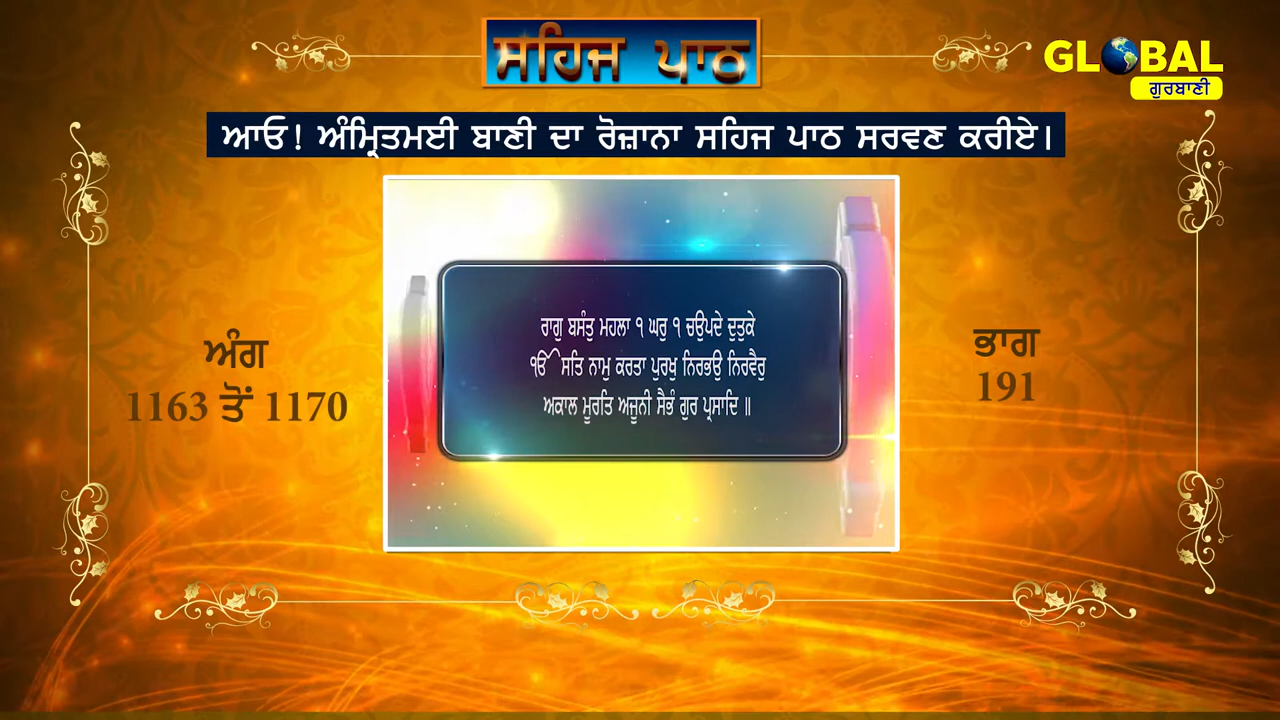 ਸਹਿਜ ਪਾਠ
GLOBAL
ਗੁਰਬਾਣੀ
ਆਓ! ਅੰਮ੍ਰਿਤਮਈ ਬਾਣੀ ਦਾ ਰੋਜ਼ਾਨਾ ਸਹਿਜ ਪਾਠ ਸਰਵਣ ਕਰੀਏ।
ਅੰਗ
1163 ਤੋਂ 1170
ਰਾਗੁ ਬਸੰਤੁ ਮਹਲਾ ੧ ਘਰੁ ੧ ਚਉਪਦੇ ਦੁਤੁਕੇ
ੴ ਸਤਿ ਨਾਮੁ ਕਰਤਾ ਪੁਰਖੁ ਨਿਰਭਉ ਨਿਰਵੈਰੁ
ਅਕਾਲ ਮੂਰਤਿ ਅਜੂਨੀ ਸੈਭੰ ਗੁਰ ਪ੍ਰਸਾਦਿ ॥
ਭਾਗ
191